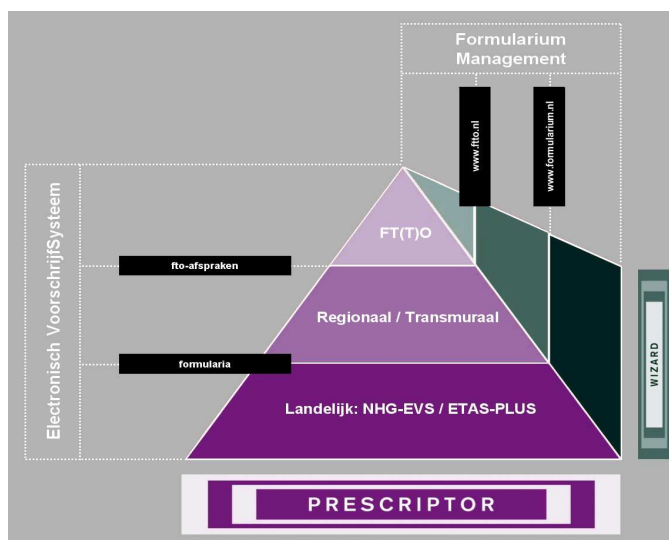 Formularium
Management
www.ftto.nl
www.formularium.nl
Electronisch VoorschrijfSysteem
FT(T)O
fto-afspraken
Regionaal / Transmuraal
formularia
Landelijk: NHG-EVS / ETAS-PLUS
WIZARD
PRESCRIPTOR